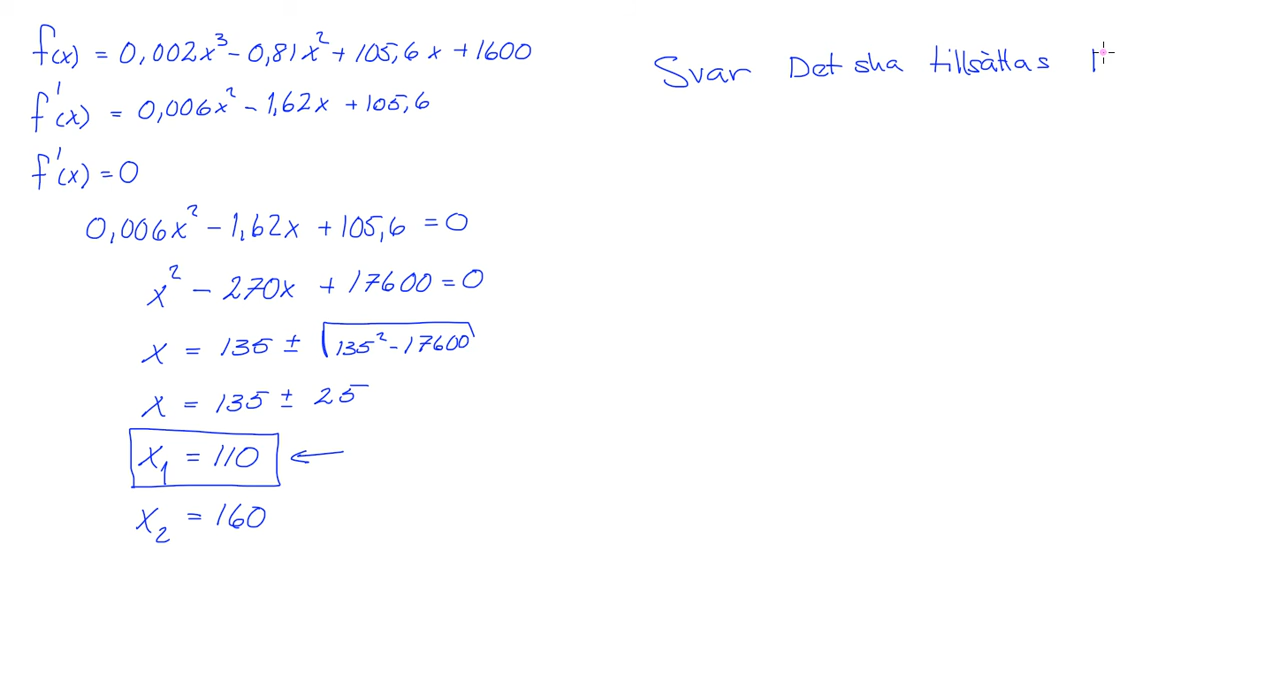 f(x) = 0,002x³ - 0,81x² + 105,6x + 1600
f'(x) = 0,006x² - 1,62x + 105,6
f'(x) = 0
0,006x² - 1,62x + 105,6 = 0
x² - 270x + 17600 = 0
x = 135 ± √135² - 17600
x = 135 ± 25
x₁ = 110 ←
x₂ = 160
Svar Det ska tillsättas